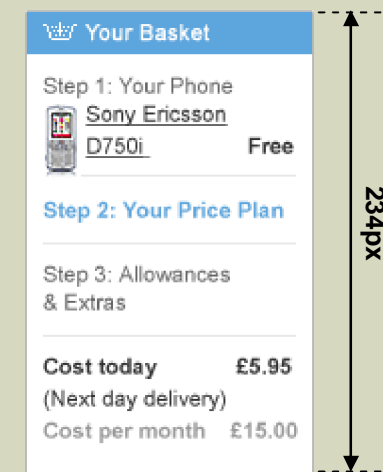 Your Basket
Step 1: Your Phone
Sony Ericsson
D750i Free
Step 2: Your Price Plan
Step 3: Allowances
& Extras
Cost today £5.95
(Next day delivery)
Cost per month £15.00
234px